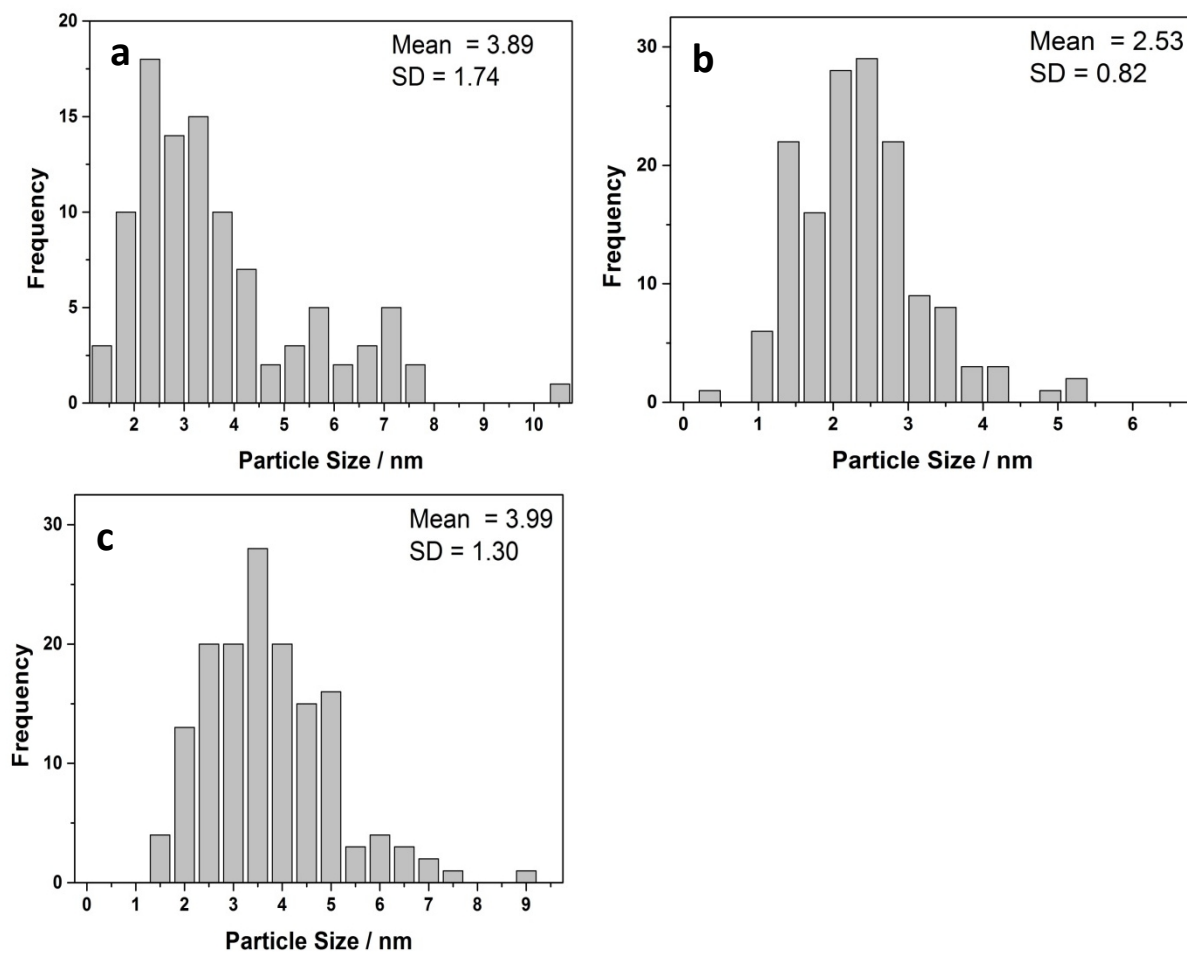 a
Mean = 3.89
SD = 1.74
Frequency
20
15
10
5
0
2 3 4 5 6 7 8 9 10
Particle Size / nm
b
Mean = 2.53
SD = 0.82
Frequency
30
20
10
0
0 1 2 3 4 5 6
Particle Size / nm
c
Mean = 3.99
SD = 1.30
Frequency
30
20
10
0
0 1 2 3 4 5 6 7 8 9
Particle Size / nm